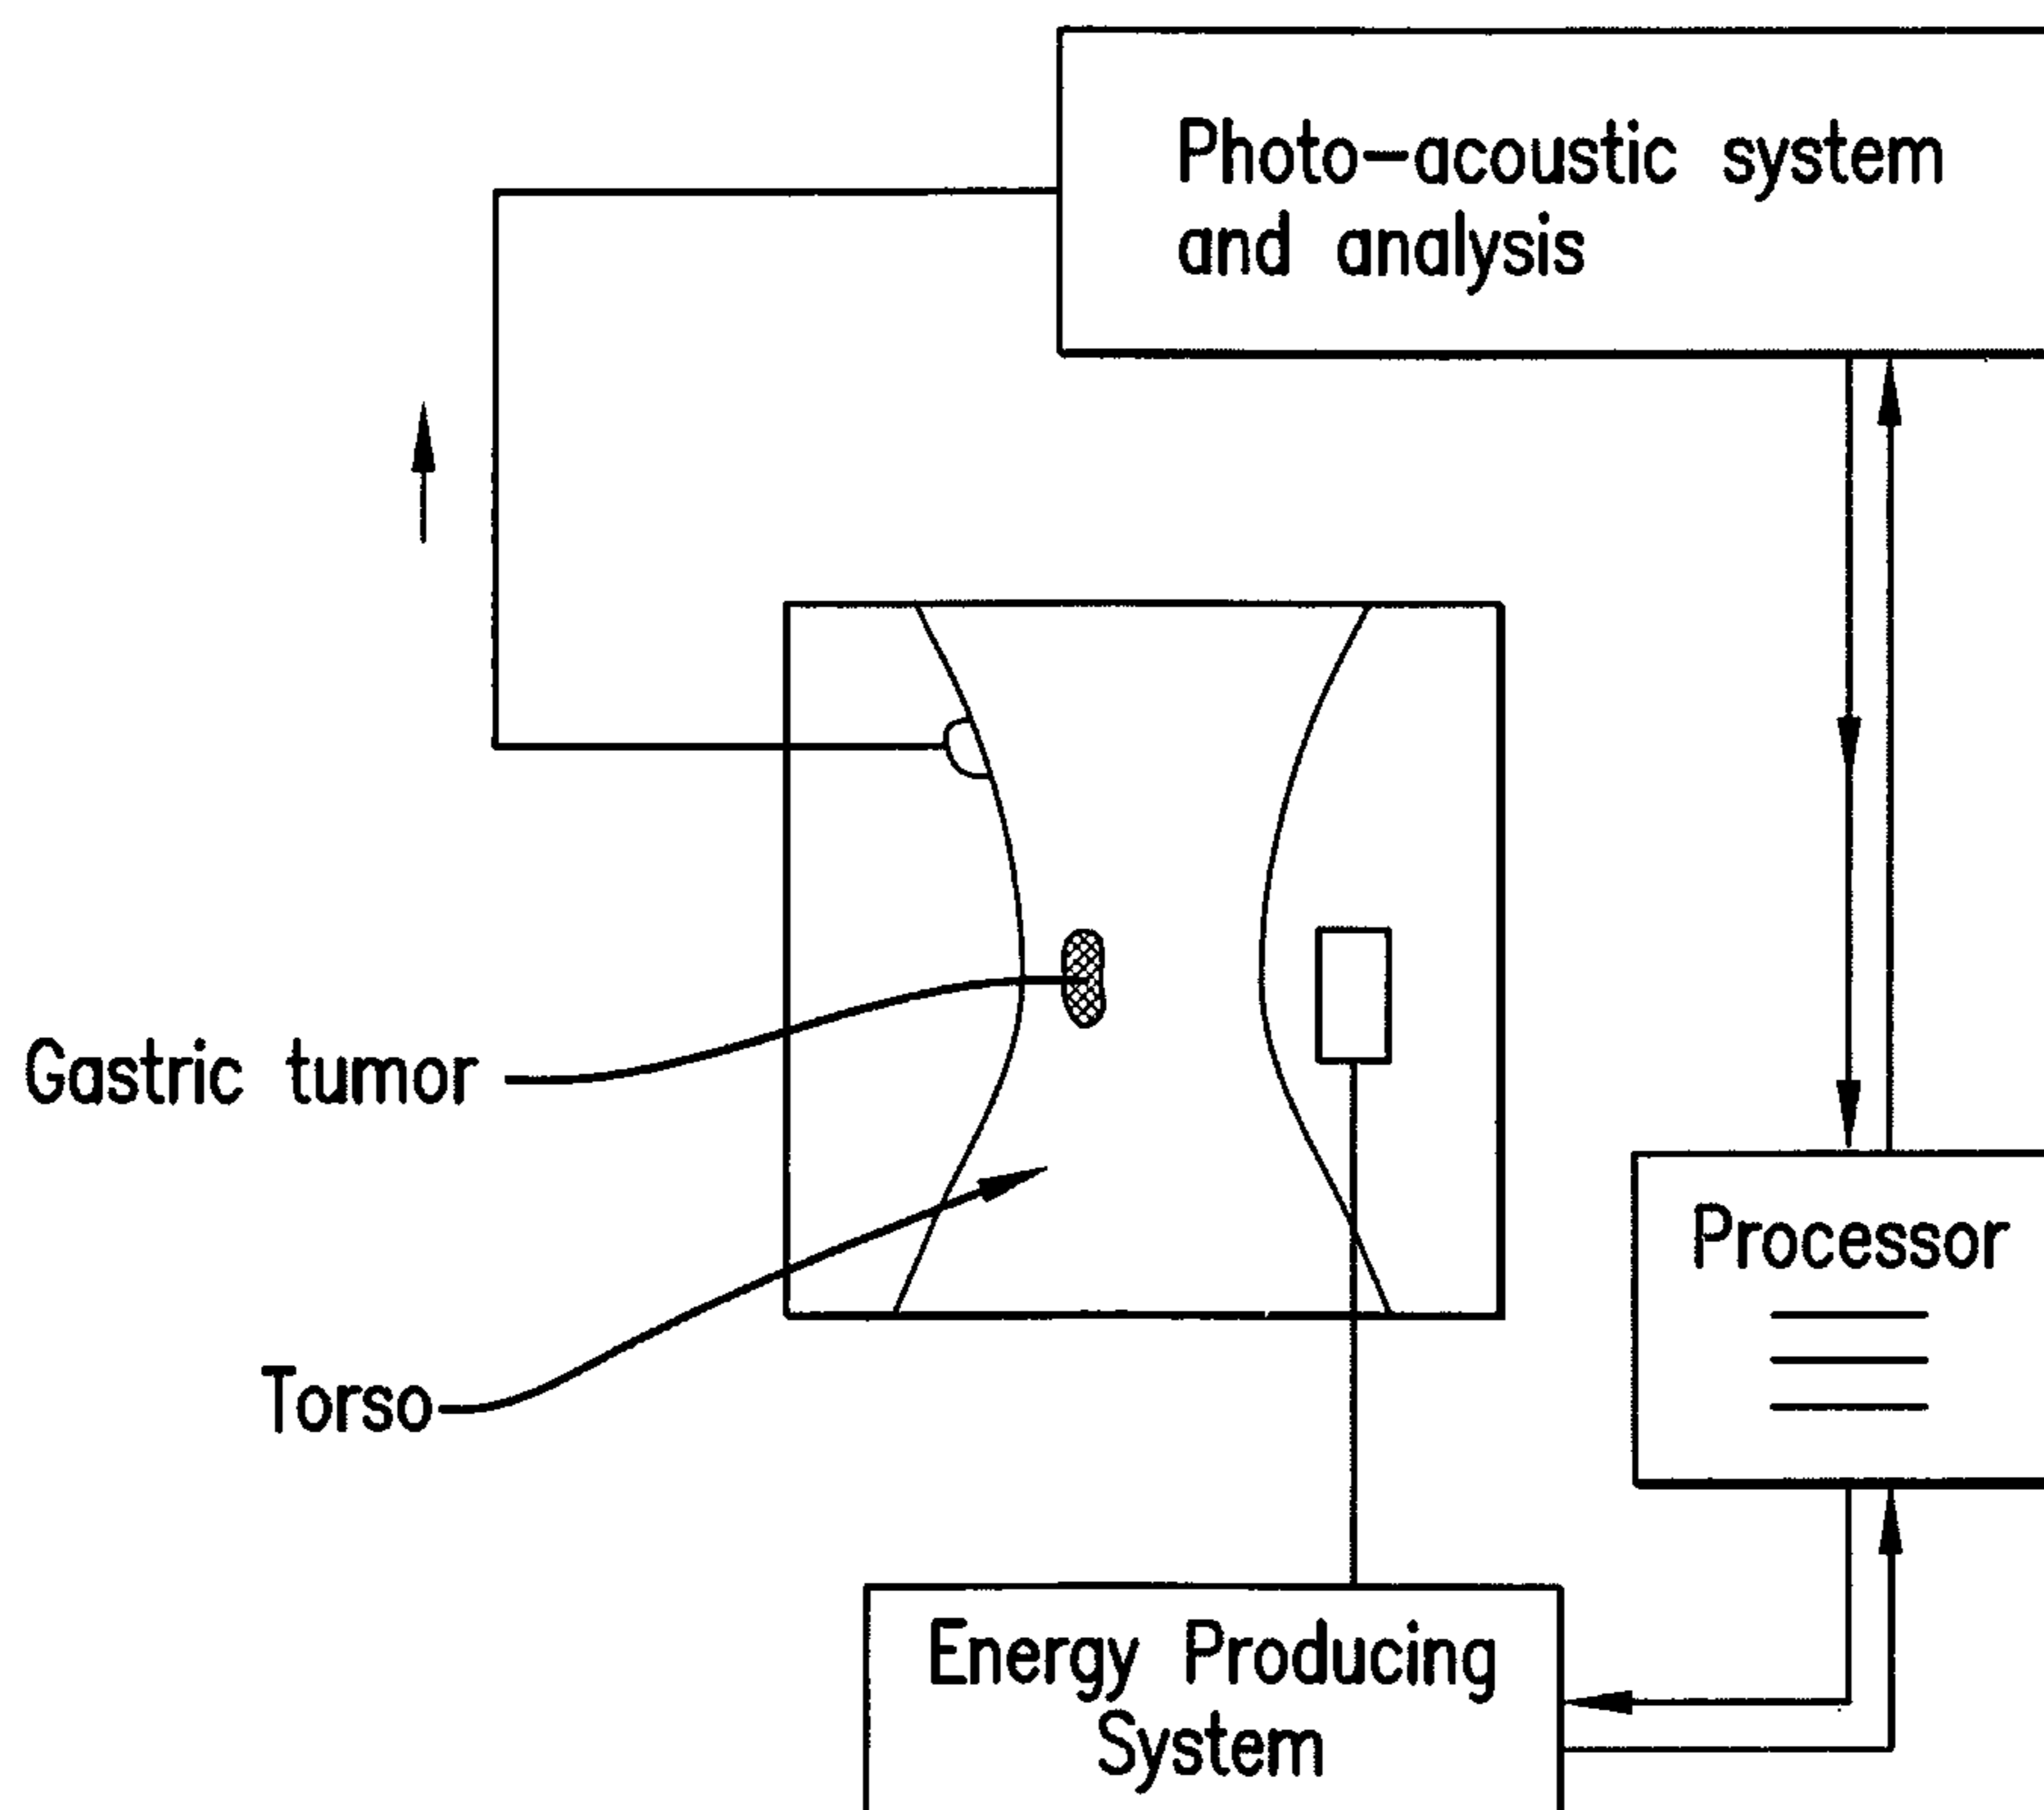 Photo-acoustic system
and analysis
Gastric tumor
Processor
Torso
Energy Producing
System